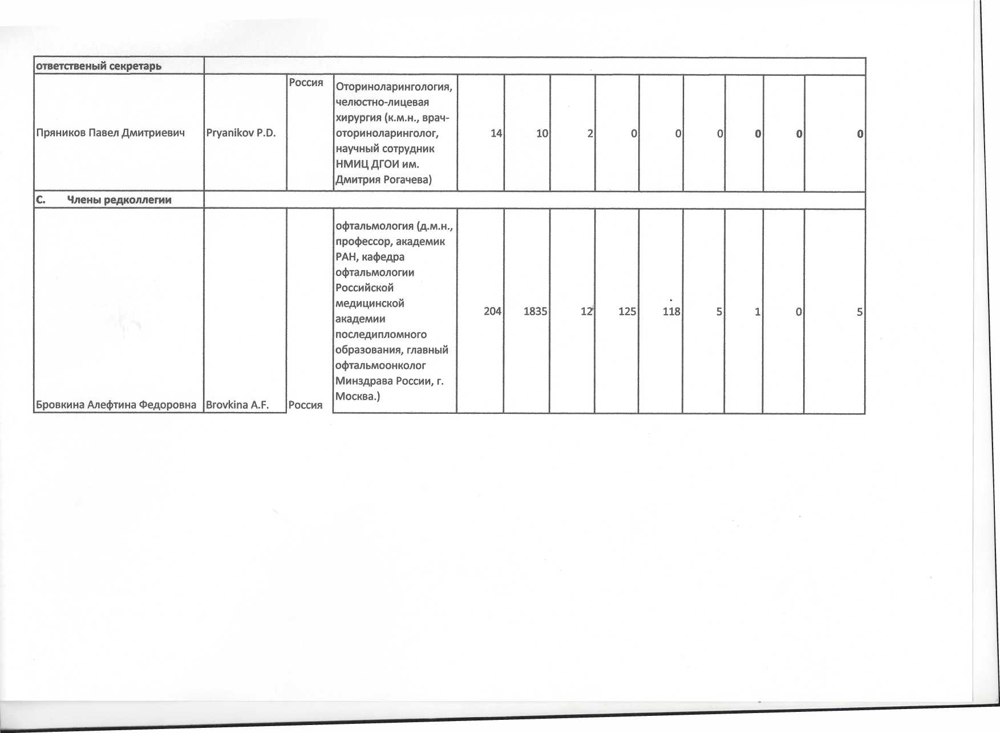 ответственый секретарь
Пряников Павел Дмитриевич
Pryanikov P.D.
Россия
Оториноларингология,
челюстно-лицевая
хирургия (к.м.н., врач-
оториноларинголог,
научный сотрудник
НМИЦ ДГОИ им.
Дмитрия Рогачева)
14 10 2 0 0 0 0 0 0
C. Члены редколлегии
Бровкина Алефтина Федоровна
Brovkina A.F.
Россия
офтальмология (д.м.н.,
профессор, академик
РАН, кафедра
офтальмологии
Российской
медицинской
академии
последипломного
образования, главный
офтальмоонколог
Минздрава России, г.
Москва.)
204 1835 12 125 118 5 1 0 5